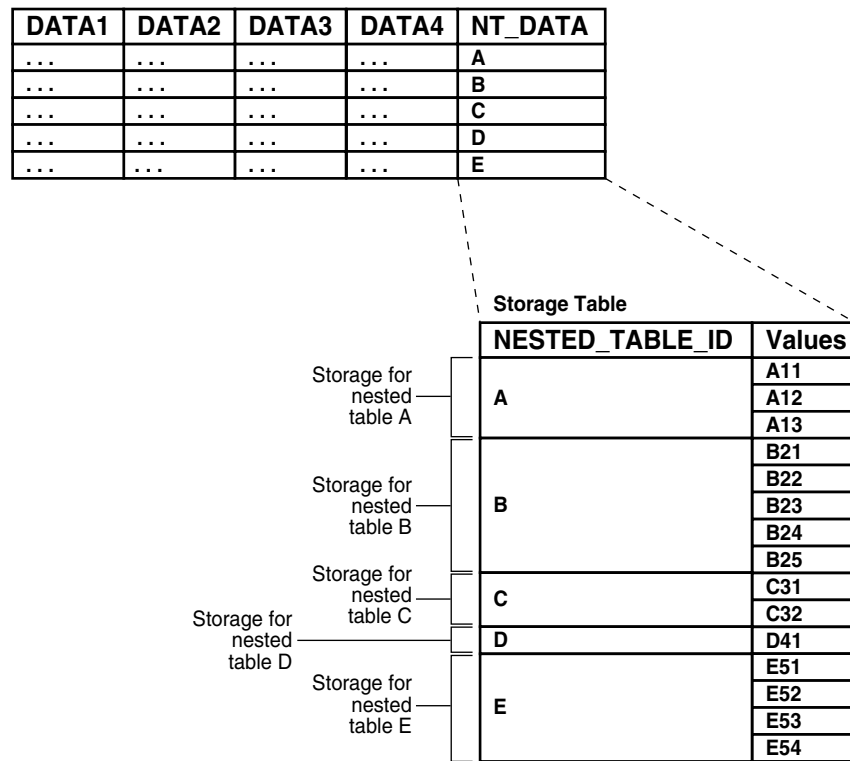 DATA1 DATA2 DATA3 DATA4 NT_DATA
. . . . . . . . . . . . A
. . . . . . . . . . . . B
. . . . . . . . . . . . C
. . . . . . . . . . . . D
. . . . . . . . . . . . E
Storage Table
NESTED_TABLE_ID Values
Storage for
nested
table A
A
A11
A12
A13
Storage for
nested
table B
B
B21
B22
B23
B24
B25
Storage for
nested
table C
C
C31
C32
Storage for
nested
table D
D
D41
Storage for
nested
table E
E
E51
E52
E53
E54